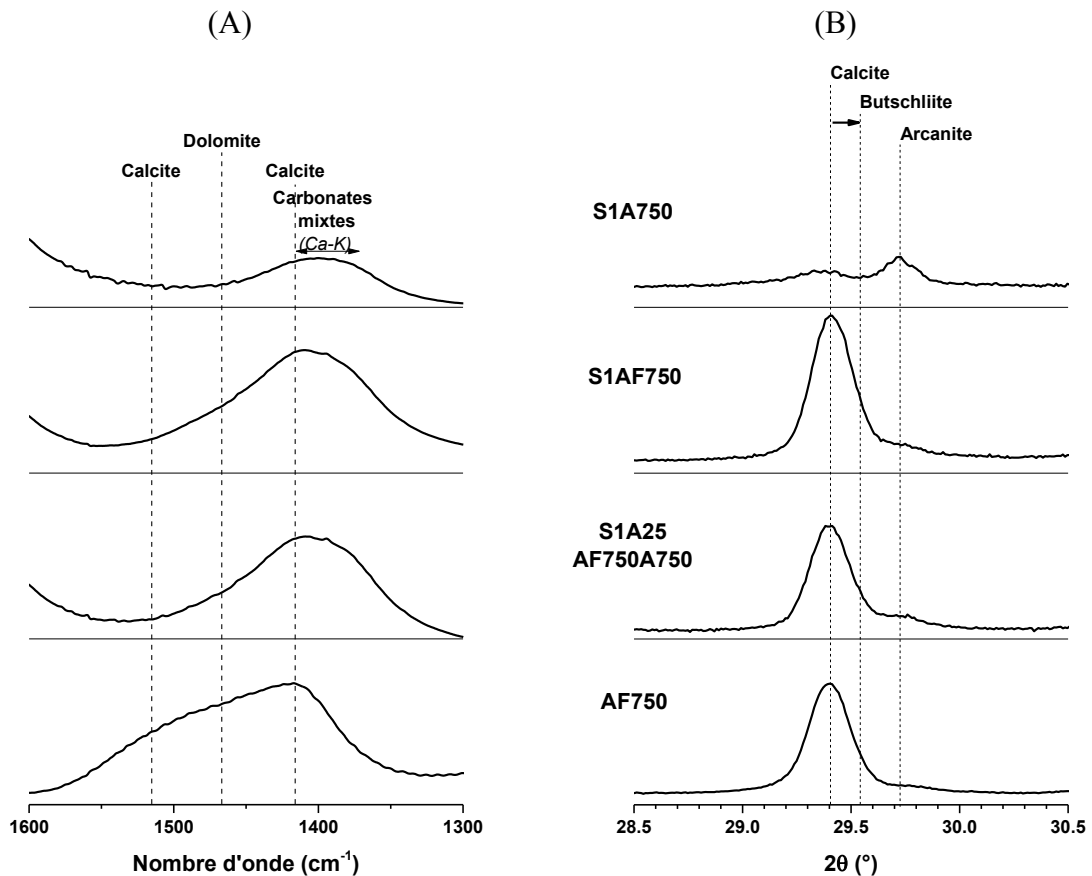 (A)
(B)
Calcite
Dolomite
Calcite
Carbonates
mixtes
(Ca-K)
1600
1500
1400
1300
Nombre d'onde (cm⁻¹)
Calcite
Butschliite
Arcanite
S1A750
S1AF750
S1A25
AF750A750
AF750
28.5
29.0
29.5
30.0
30.5
2θ (°)